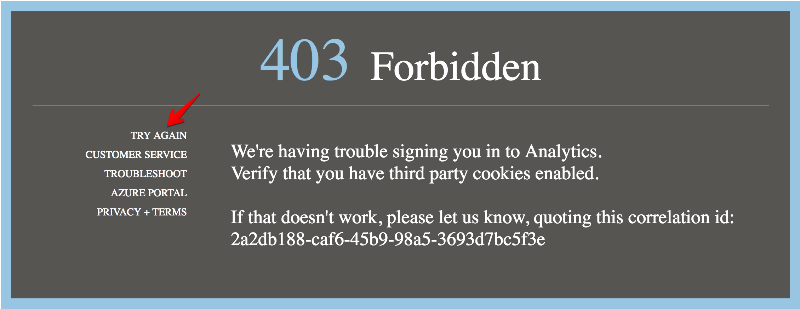 403 Forbidden
TRY AGAIN
CUSTOMER SERVICE
TROUBLESHOOT
AZURE PORTAL
PRIVACY + TERMS
We're having trouble signing you in to Analytics.
Verify that you have third party cookies enabled.
If that doesn't work, please let us know, quoting this correlation id:
2a2db188-caf6-45b9-98a5-3693d7bc5f3e